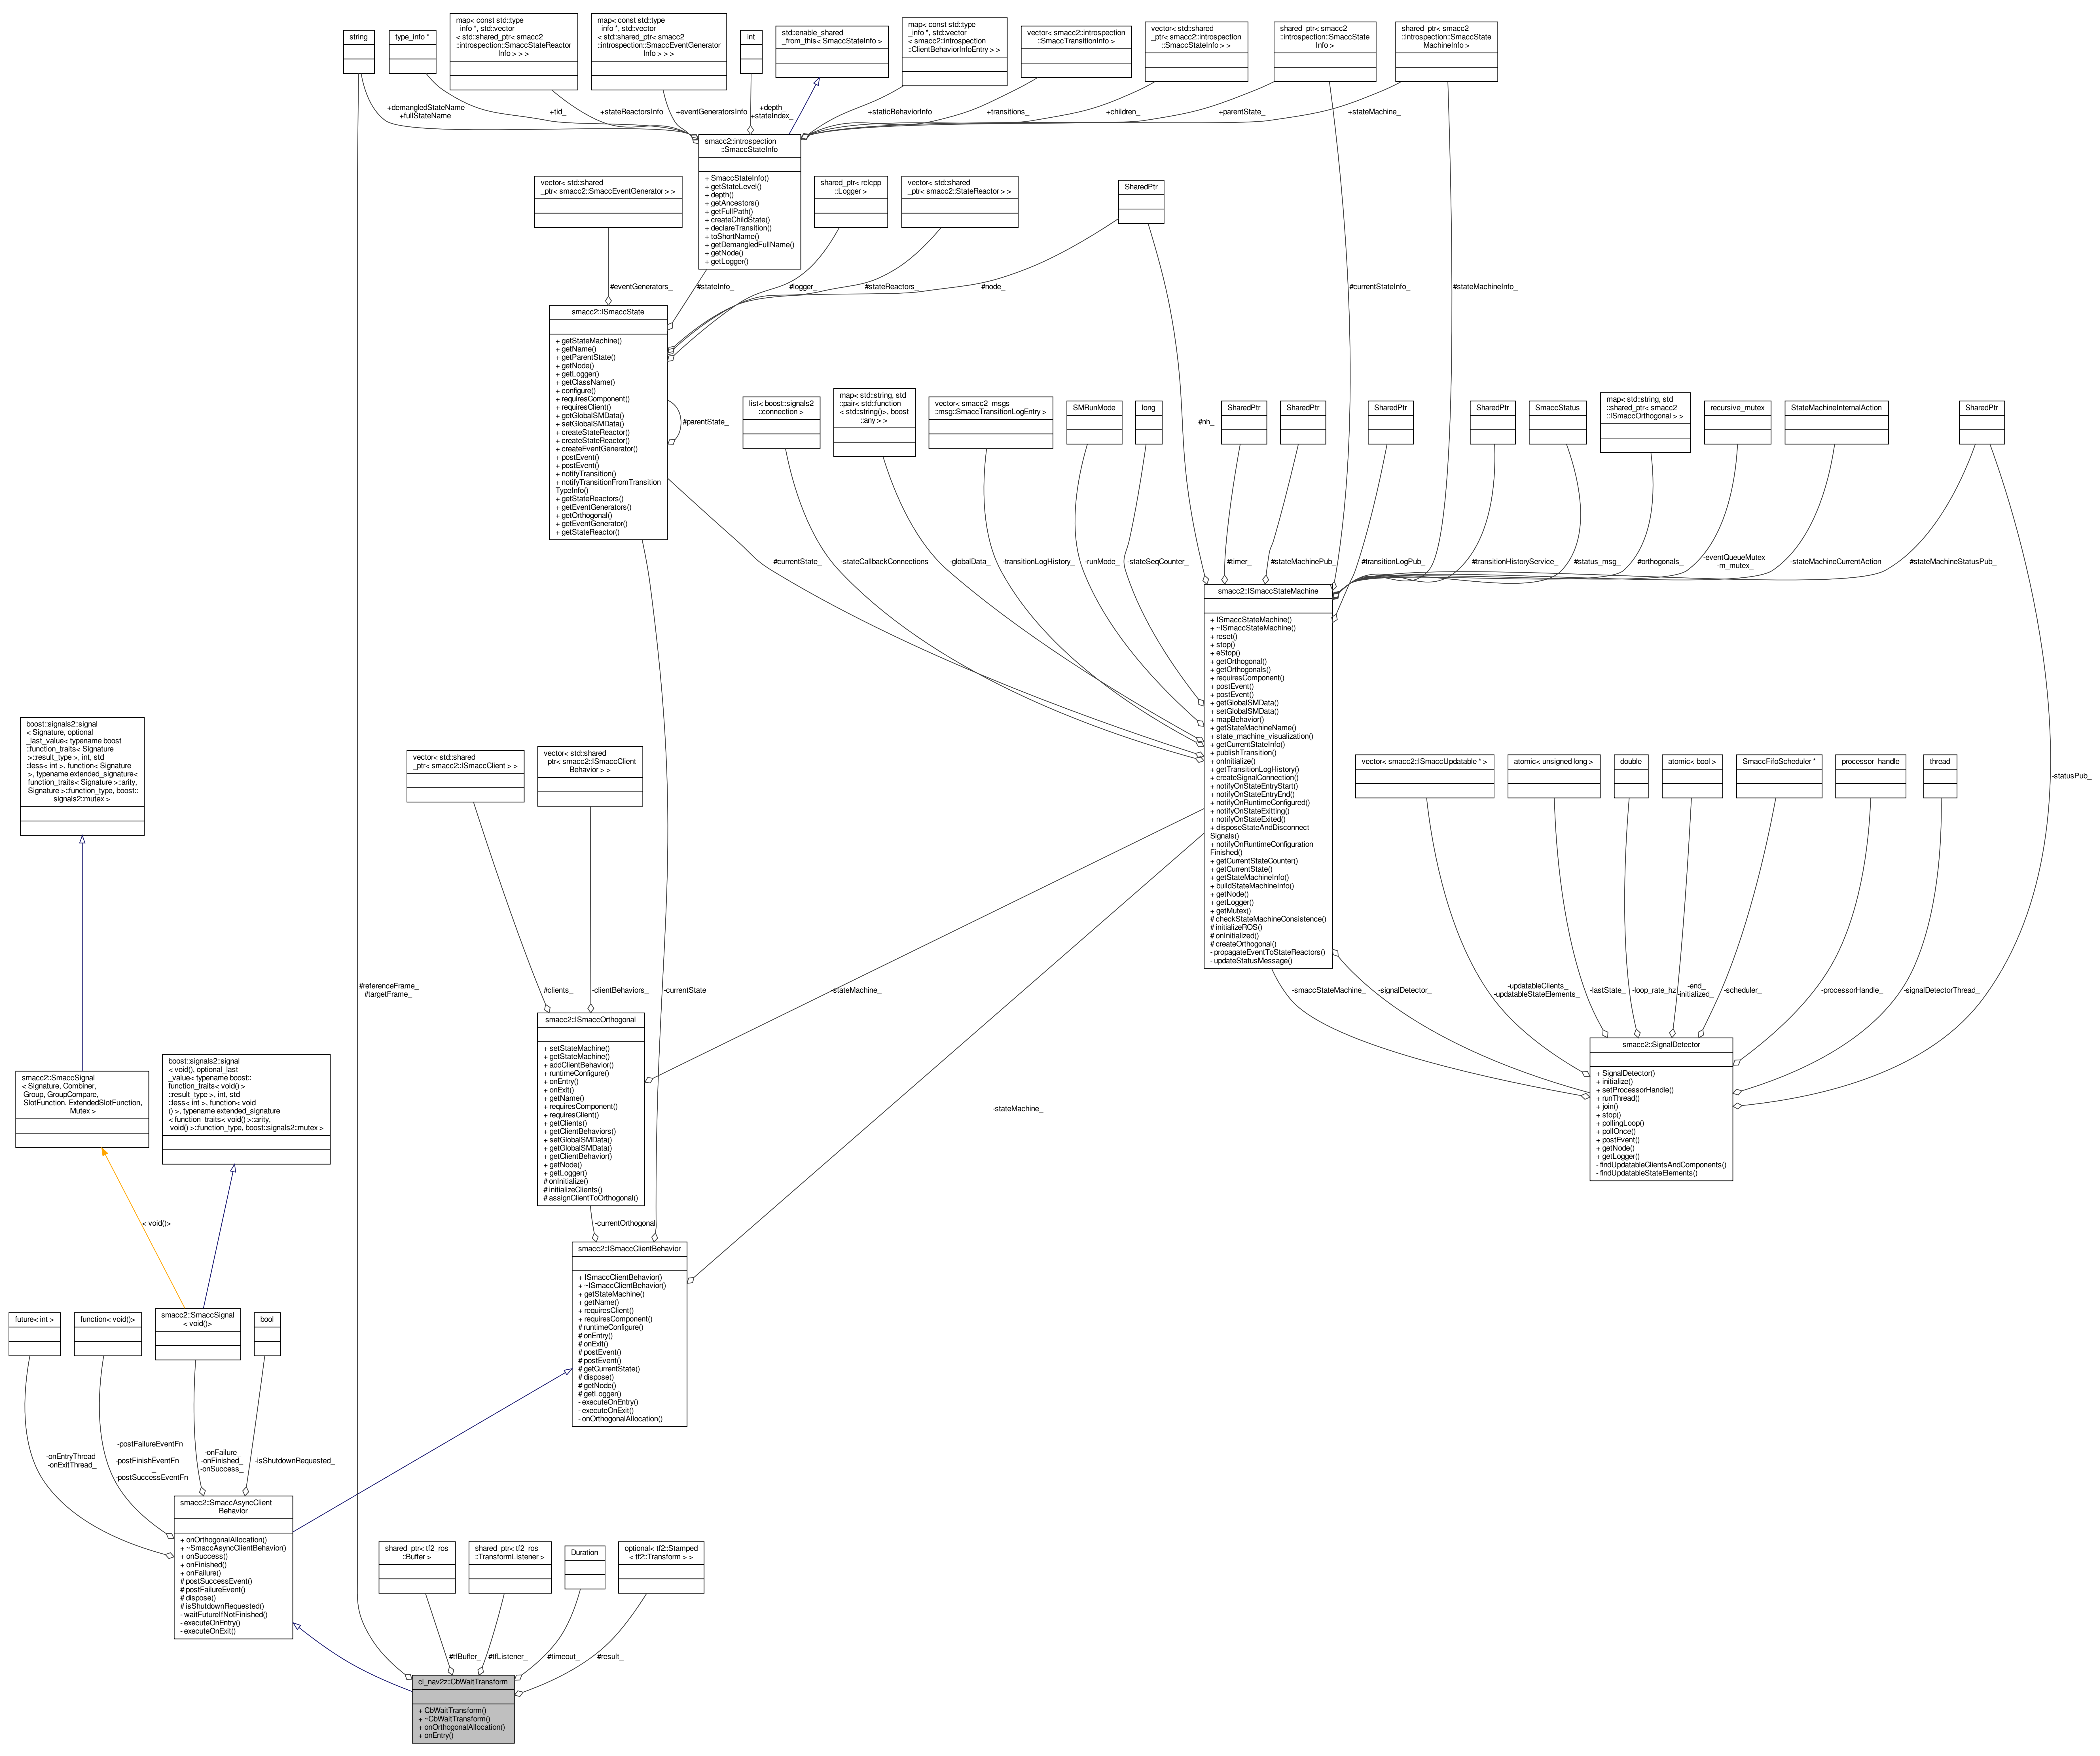 string
type_info *
map< const std::type
_info *, std::vector
< std::shared_ptr< smacc2
::introspection::SmaccStateReactor
Info > > >
map< const std::type
_info *, std::vector
< std::shared_ptr< smacc2
::introspection::SmaccEventGenerator
Info > > >
int
std::enable_shared
_from_this< SmaccStateInfo >
map< const std::type
_info *, std::vector
< smacc2::introspection
::ClientBehaviorInfoEntry > >
vector< smacc2::introspection
::SmaccTransitionInfo >
vector< std::shared
_ptr< smacc2::introspection
::SmaccStateInfo > >
shared_ptr< smacc2
::introspection::SmaccState
Info >
shared_ptr< smacc2
::introspection::SmaccState
MachineInfo >
+demangledStateName
+fullStateName
+tid_
+stateReactorsInfo
+eventGeneratorsInfo
+depth_
+stateIndex_
+staticBehaviorInfo
+transitions_
+children_
+parentState_
+stateMachine_
smacc2::introspection
::SmaccStateInfo
+ SmaccStateInfo()
+ getStateLevel()
+ depth()
+ getAncestors()
+ getFullPath()
+ createChildState()
+ declareTransition()
+ toShortName()
+ getDemangledFullName()
+ getNode()
+ getLogger()
vector< std::shared
_ptr< smacc2::SmaccEventGenerator > >
shared_ptr< rclcpp
::Logger >
vector< std::shared
_ptr< smacc2::StateReactor > >
SharedPtr
#eventGenerators_
#stateInfo_
#logger_
#stateReactors_
#node_
#currentStateInfo_
#stateMachineInfo_
smacc2::ISmaccState
+ getStateMachine()
+ getName()
+ getParentState()
+ getNode()
+ getLogger()
+ getClassName()
+ configure()
+ requiresComponent()
+ requiresClient()
+ getGlobalSMData()
+ setGlobalSMData()
+ createStateReactor()
+ createStateReactor()
+ createEventGenerator()
+ postEvent()
+ postEvent()
+ notifyTransition()
+ notifyTransitionFromTransition
TypeInfo()
+ getStateReactors()
+ getEventGenerators()
+ getOrthogonal()
+ getEventGenerator()
+ getStateReactor()
#parentState_
list< boost::signals2
::connection >
map< std::string, std
::pair< std::function
< std::string()>, boost
::any > >
vector< smacc2_msgs
::msg::SmaccTransitionLogEntry >
SMRunMode
long
#nh_
SharedPtr
SharedPtr
SharedPtr
SharedPtr
SmaccStatus
map< std::string, std
::shared_ptr< smacc2
::ISmaccOrthogonal > >
recursive_mutex
StateMachineInternalAction
SharedPtr
#currentState_
-stateCallbackConnections
-globalData_
-transitionLogHistory_
-runMode_
-stateSeqCounter_
#timer_
#stateMachinePub_
#transitionLogPub_
#transitionHistoryService_
#status_msg_
#orthogonals_
-eventQueueMutex_
-m_mutex_
-stateMachineCurrentAction
#stateMachineStatusPub_
smacc2::ISmaccStateMachine
+ ISmaccStateMachine()
+ ~ISmaccStateMachine()
+ reset()
+ stop()
+ eStop()
+ getOrthogonal()
+ getOrthogonals()
+ requiresComponent()
+ postEvent()
+ postEvent()
+ getGlobalSMData()
+ setGlobalSMData()
+ mapBehavior()
+ getStateMachineName()
+ state_machine_visualization()
+ getCurrentStateInfo()
+ publishTransition()
+ onInitialize()
+ getTransitionLogHistory()
+ createSignalConnection()
+ notifyOnStateEntryStart()
+ notifyOnStateEntryEnd()
+ notifyOnRuntimeConfigured()
+ notifyOnStateExitting()
+ notifyOnStateExited()
+ disposeStateAndDisconnect
Signals()
+ notifyOnRuntimeConfiguration
Finished()
+ getCurrentStateCounter()
+ getCurrentState()
+ getStateMachineInfo()
+ buildStateMachineInfo()
+ getNode()
+ getLogger()
+ getMutex()
# checkStateMachineConsistence()
# initializeROS()
# onInitialized()
# createOrthogonal()
- propagateEventToStateReactors()
- updateStatusMessage()
boost::signals2::signal
< Signature, optional
_last_value< typename boost
::function_traits< Signature
>::result_type >, int, std
::less< int >, function< Signature
>, typename extended_signature<
function_traits< Signature >::arity,
Signature >::function_type, boost::
signals2::mutex >
vector< std::shared
_ptr< smacc2::ISmaccClient > >
vector< std::shared
_ptr< smacc2::ISmaccClient
Behavior > >
vector< smacc2::ISmaccUpdatable * >
atomic< unsigned long >
double
atomic< bool >
SmaccFifoScheduler *
processor_handle
thread
-statusPub_
#referenceFrame_
#targetFrame_
#clients_
-clientBehaviors_
-currentState
-stateMachine_
-smaccStateMachine_
-signalDetector_
-updatableClients_
-updatableStateElements_
-lastState_
-loop_rate_hz
-end_
-initialized_
-scheduler_
-processorHandle_
-signalDetectorThread_
smacc2::ISmaccOrthogonal
+ setStateMachine()
+ getStateMachine()
+ addClientBehavior()
+ runtimeConfigure()
+ onEntry()
+ onExit()
+ getName()
+ requiresComponent()
+ requiresClient()
+ getClients()
+ getClientBehaviors()
+ setGlobalSMData()
+ getGlobalSMData()
+ getClientBehavior()
+ getNode()
+ getLogger()
# onInitialize()
# initializeClients()
# assignClientToOrthogonal()
smacc2::SignalDetector
+ SignalDetector()
+ initialize()
+ setProcessorHandle()
+ runThread()
+ join()
+ stop()
+ pollingLoop()
+ pollOnce()
+ postEvent()
+ getNode()
+ getLogger()
- findUpdatableClientsAndComponents()
- findUpdatableStateElements()
smacc2::SmaccSignal
< Signature, Combiner,
Group, GroupCompare,
SlotFunction, ExtendedSlotFunction,
Mutex >
boost::signals2::signal
< void(), optional_last
_value< typename boost::
function_traits< void() >
::result_type >, int, std
::less< int >, function< void
() >, typename extended_signature
< function_traits< void() >::arity,
void() >::function_type, boost::signals2::mutex >
-stateMachine_
< void()>
-currentOrthogonal
smacc2::ISmaccClientBehavior
+ ISmaccClientBehavior()
+ ~ISmaccClientBehavior()
+ getStateMachine()
+ getName()
+ requiresClient()
+ requiresComponent()
# runtimeConfigure()
# onEntry()
# onExit()
# postEvent()
# postEvent()
# getCurrentState()
# dispose()
# getNode()
# getLogger()
- executeOnEntry()
- executeOnExit()
- onOrthogonalAllocation()
future< int >
function< void()>
smacc2::SmaccSignal
< void()>
bool
-onEntryThread_
-onExitThread_
-postFailureEventFn
_
-postFinishEventFn
_
-postSuccessEventFn_
-onFailure_
-onFinished_
-onSuccess_
-isShutdownRequested_
smacc2::SmaccAsyncClient
Behavior
+ onOrthogonalAllocation()
+ ~SmaccAsyncClientBehavior()
+ onSuccess()
+ onFinished()
+ onFailure()
# postSuccessEvent()
# postFailureEvent()
# dispose()
# isShutdownRequested()
- waitFutureIfNotFinished()
- executeOnEntry()
- executeOnExit()
shared_ptr< tf2_ros
::Buffer >
shared_ptr< tf2_ros
::TransformListener >
Duration
optional< tf2::Stamped
< tf2::Transform > >
#tfBuffer_
#tfListener_
#timeout_
#result_
cl_nav2z::CbWaitTransform
+ CbWaitTransform()
+ ~CbWaitTransform()
+ onOrthogonalAllocation()
+ onEntry()